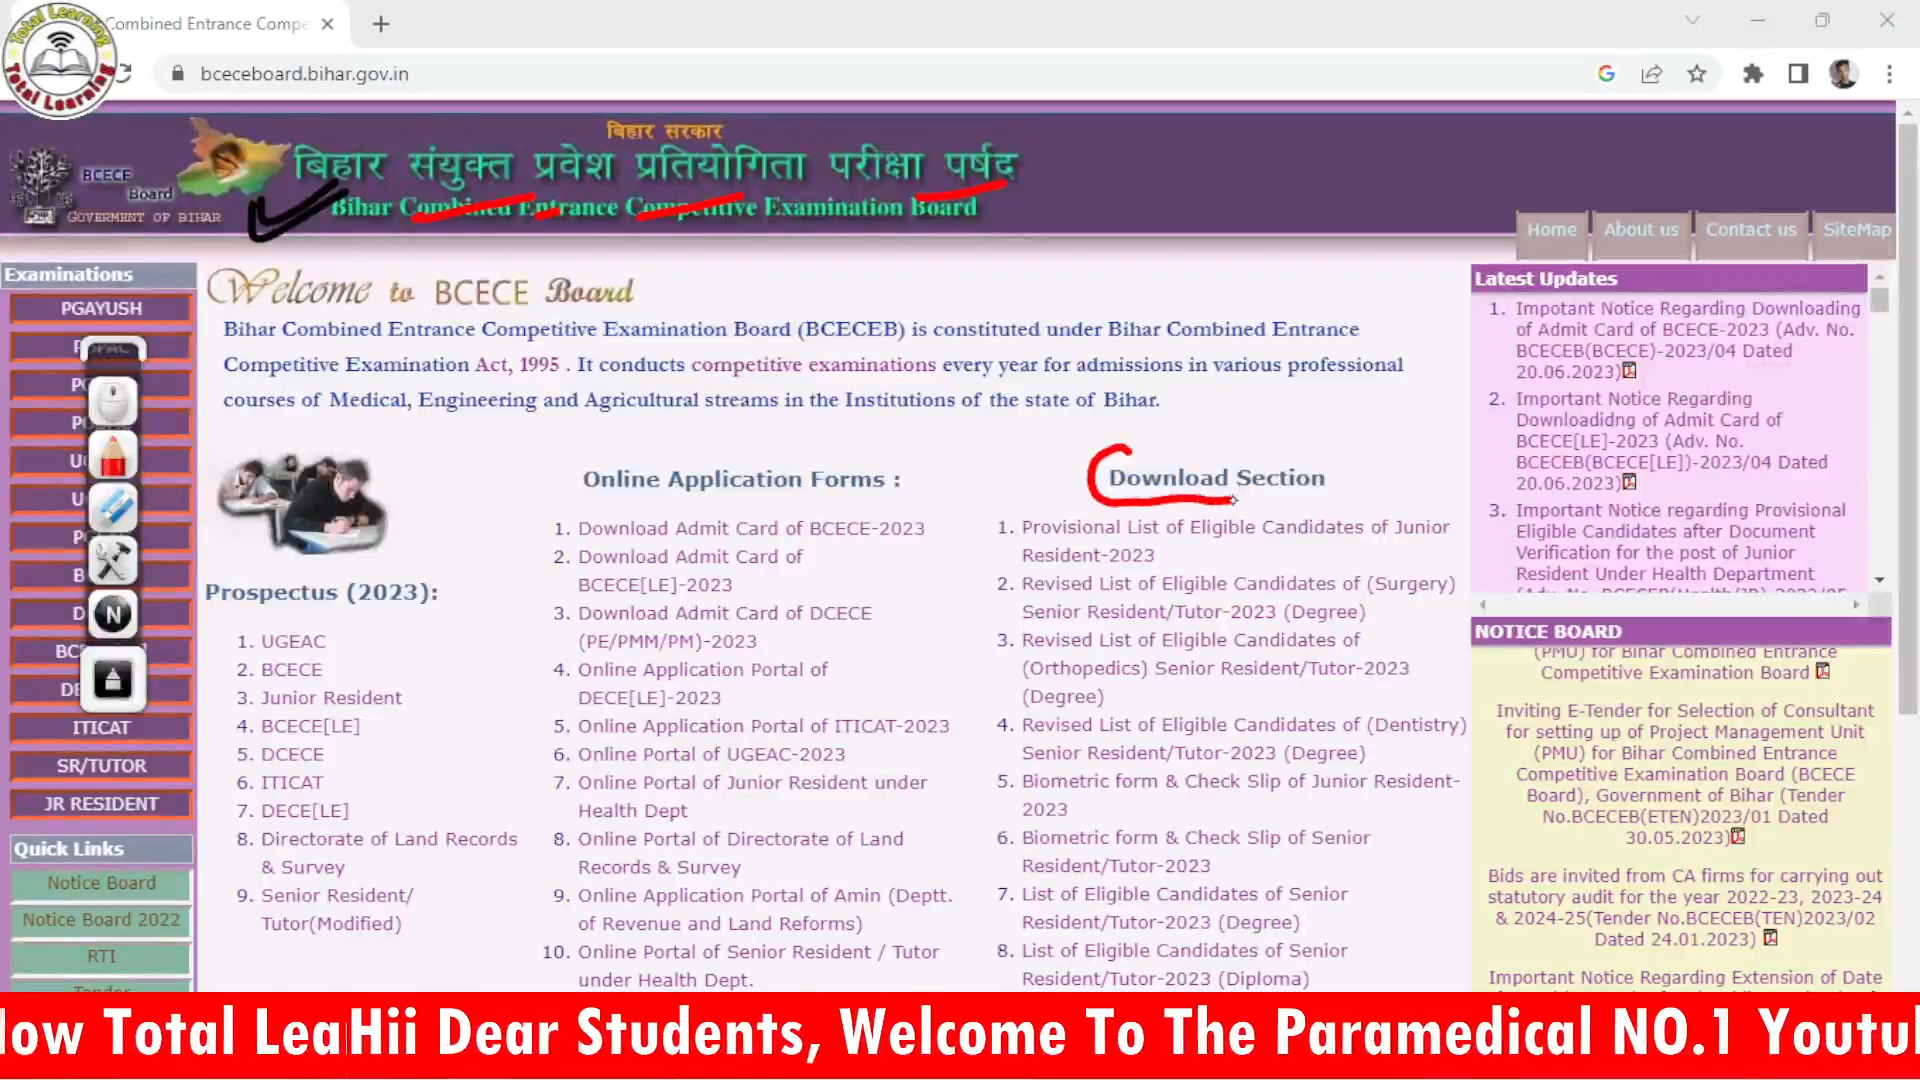 Total Learning
Total Learning
Combined Entrance Compe
bceceboard.bihar.gov.in
बिहार सरकार
बिहार संयुक्त प्रवेश प्रतियोगिता परीक्षा पर्षद
BCECE
Board
GOVERMENT OF BIHAR
Bihar Combined Entrance Competitive Examination Board
Home
About us
Contact us
SiteMap
Examinations
PGAYUSH
ITICAT
SR/TUTOR
JR RESIDENT
Quick Links
Notice Board
Notice Board 2022
RTI
Tender
Welcome to BCECE Board
Bihar Combined Entrance Competitive Examination Board (BCECEB) is constituted under Bihar Combined Entrance
Competitive Examination Act, 1995 . It conducts competitive examinations every year for admissions in various professional
courses of Medical, Engineering and Agricultural streams in the Institutions of the state of Bihar.
Prospectus (2023):
1. UGEAC
2. BCECE
3. Junior Resident
4. BCECE[LE]
5. DCECE
6. ITICAT
7. DECE[LE]
8. Directorate of Land Records
& Survey
9. Senior Resident/
Tutor(Modified)
Online Application Forms :
1. Download Admit Card of BCECE-2023
2. Download Admit Card of
BCECE[LE]-2023
3. Download Admit Card of DCECE
(PE/PMM/PM)-2023
4. Online Application Portal of
DECE[LE]-2023
5. Online Application Portal of ITICAT-2023
6. Online Portal of UGEAC-2023
7. Online Portal of Junior Resident under
Health Dept
8. Online Portal of Directorate of Land
Records & Survey
9. Online Application Portal of Amin (Deptt.
of Revenue and Land Reforms)
10. Online Portal of Senior Resident / Tutor
under Health Dept.
Download Section
1. Provisional List of Eligible Candidates of Junior
Resident-2023
2. Revised List of Eligible Candidates of (Surgery)
Senior Resident/Tutor-2023 (Degree)
3. Revised List of Eligible Candidates of
(Orthopedics) Senior Resident/Tutor-2023
(Degree)
4. Revised List of Eligible Candidates of (Dentistry)
Senior Resident/Tutor-2023 (Degree)
5. Biometric form & Check Slip of Junior Resident-
2023
6. Biometric form & Check Slip of Senior
Resident/Tutor-2023
7. List of Eligible Candidates of Senior
Resident/Tutor-2023 (Degree)
8. List of Eligible Candidates of Senior
Resident/Tutor-2023 (Diploma)
Latest Updates
1. Impotant Notice Regarding Downloading
of Admit Card of BCECE-2023 (Adv. No.
BCECEB(BCECE)-2023/04 Dated
20.06.2023)
2. Important Notice Regarding
Downloadidng of Admit Card of
BCECE[LE]-2023 (Adv. No.
BCECEB(BCECE[LE])-2023/04 Dated
20.06.2023)
3. Important Notice regarding Provisional
Eligible Candidates after Document
Verification for the post of Junior
Resident Under Health Department
NOTICE BOARD
(PMU) for Bihar Combined Entrance
Competitive Examination Board
Inviting E-Tender for Selection of Consultant
for setting up of Project Management Unit
(PMU) for Bihar Combined Entrance
Competitive Examination Board (BCECE
Board), Government of Bihar (Tender
No.BCECEB(ETEN)2023/01 Dated
30.05.2023)
Bids are invited from CA firms for carrying out
statutory audit for the year 2022-23, 2023-24
& 2024-25(Tender No.BCECEB(TEN)2023/02
Dated 24.01.2023)
Important Notice Regarding Extension of Date
low Total Lea Hii Dear Students, Welcome To The Paramedical NO.1 Youtu